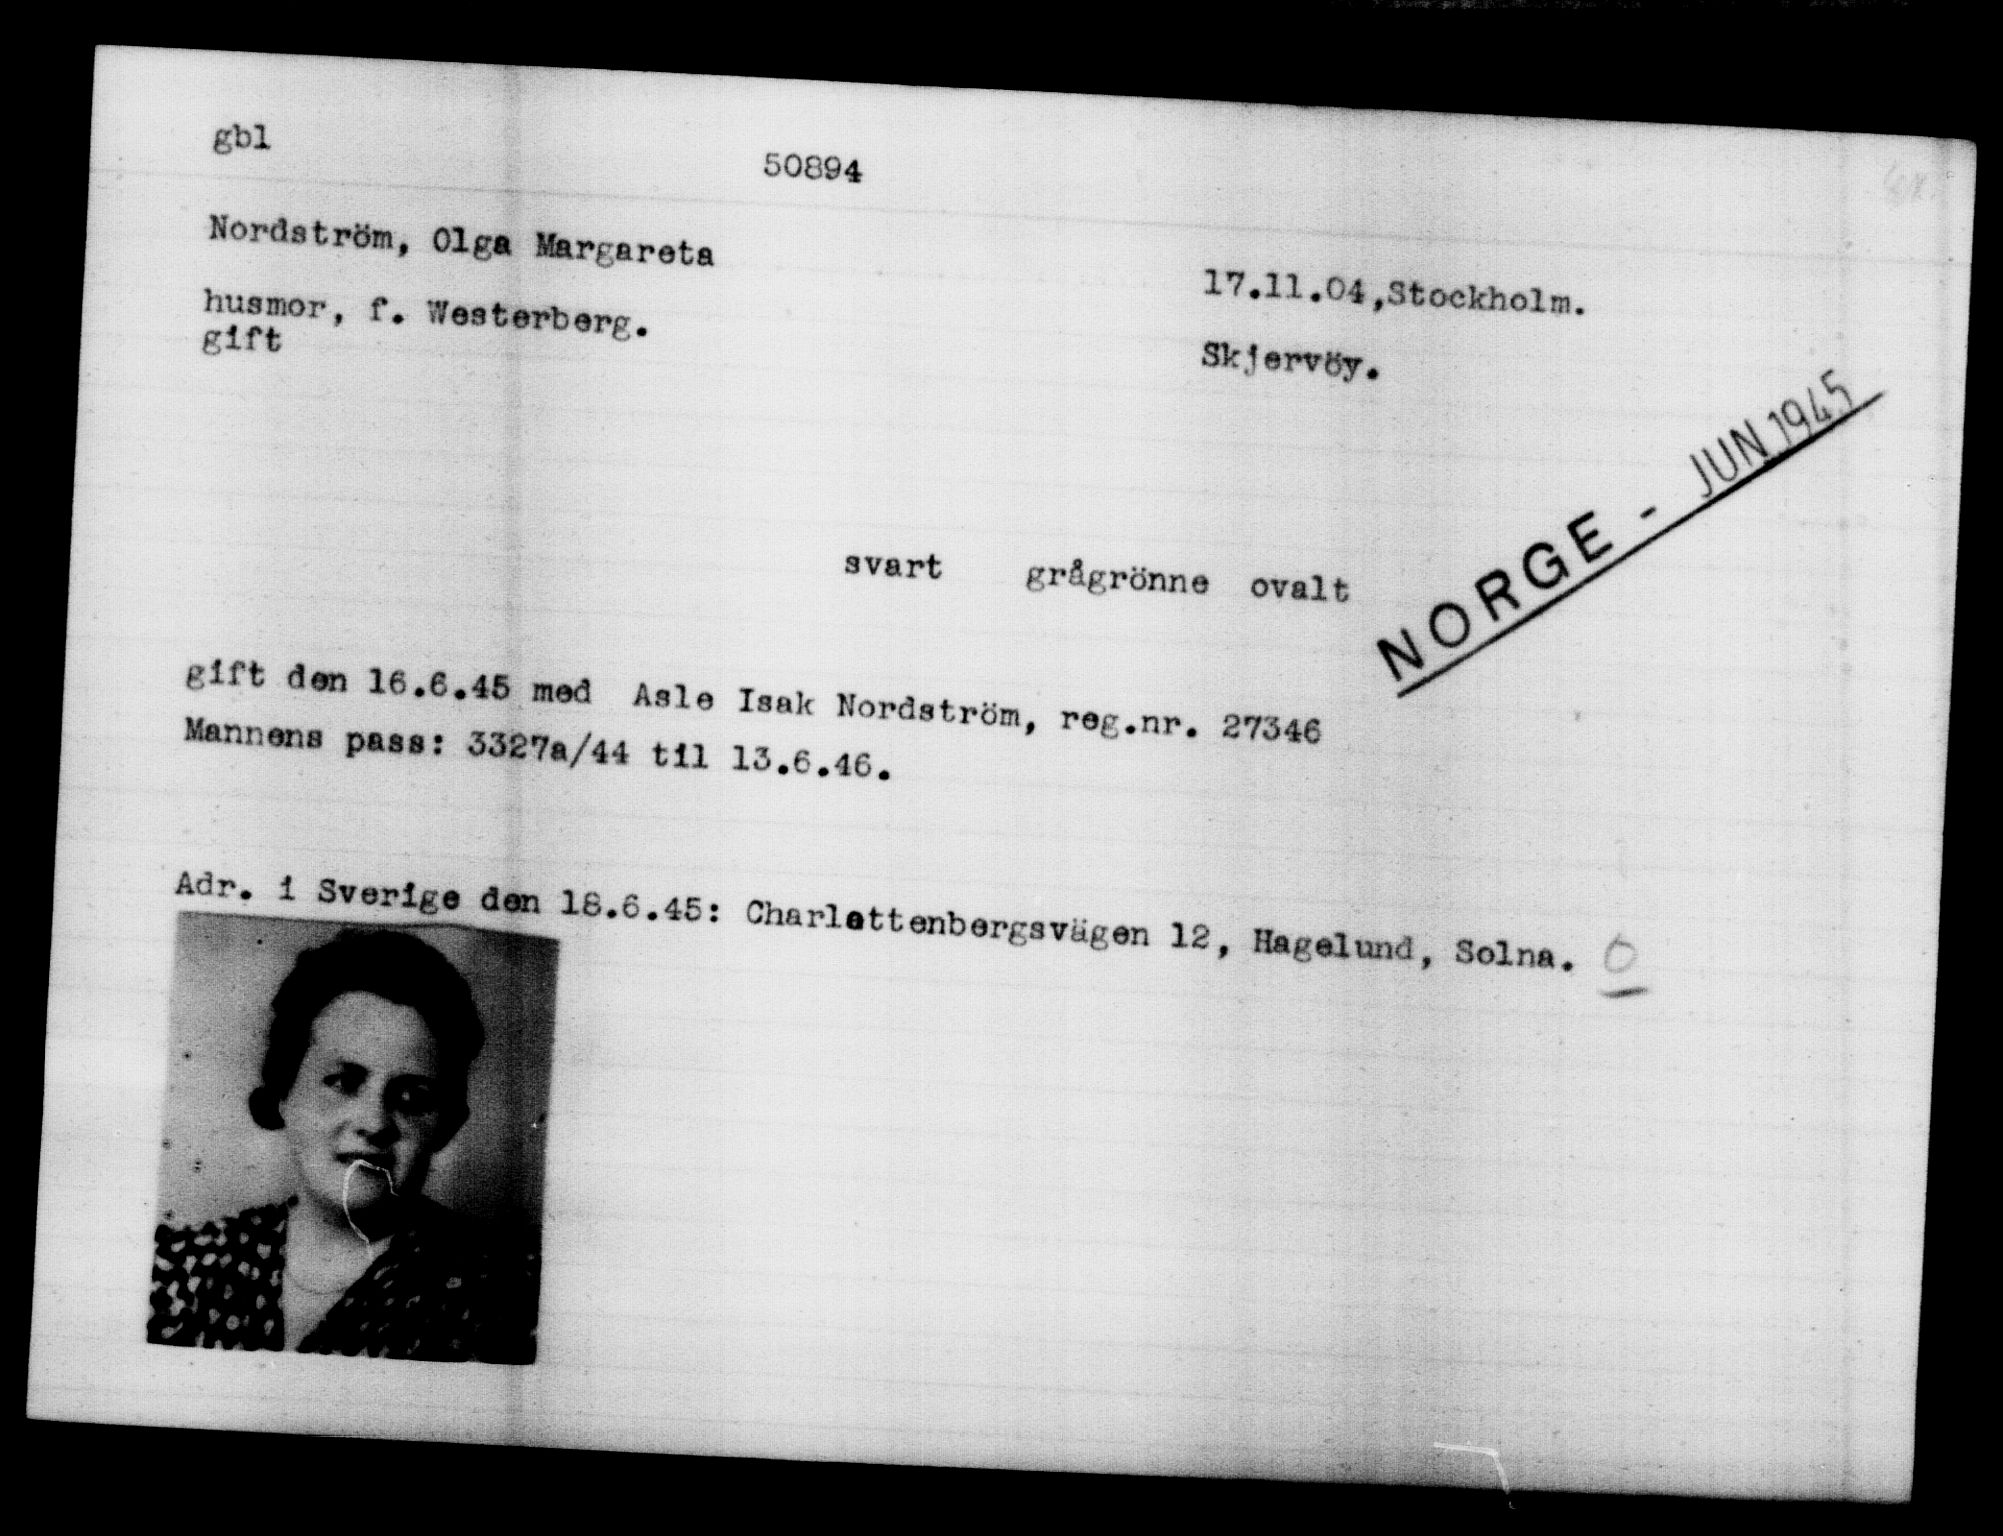 gbl
50894
Nordström, Olga Margareta
17.11.04,Stockholm.
husmor, f. Westerberg.
gift
Skjervöy.
NORGE - JUN 1945
svart grågrönne ovalt
gift den 16.6.45 med Asle Isak Nordström, reg.nr. 27346
Mannens pass: 3327a/44 til 13.6.46.
Adr. i Sverige den 18.6.45: Charlottenbergsvägen 12, Hagelund, Solna. O